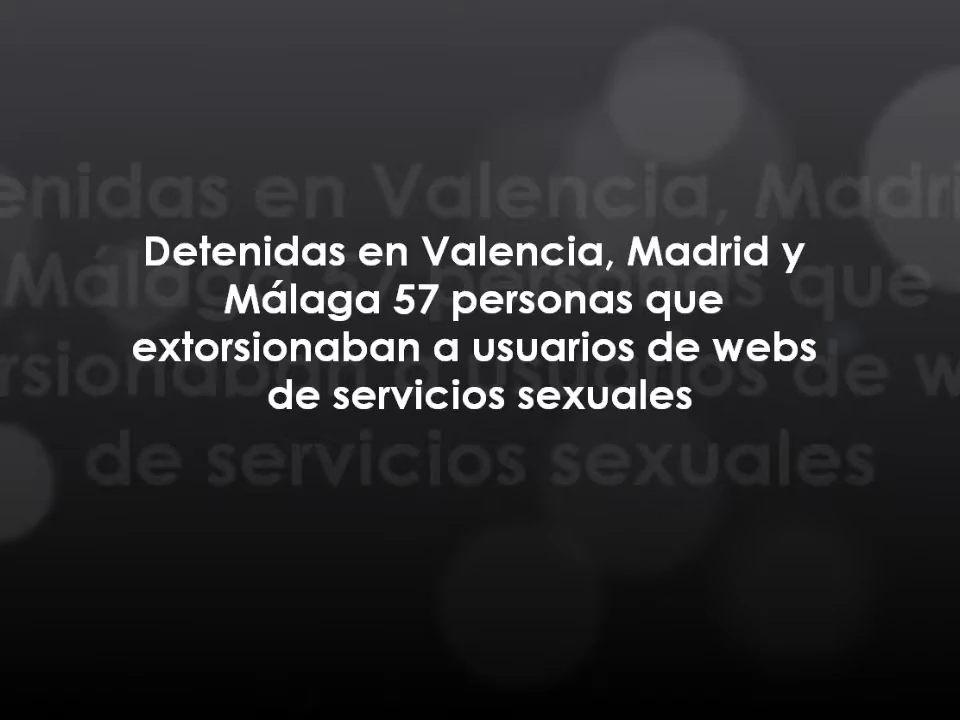 Detenidas en Valencia, Madrid y
Málaga 57 personas que
extorsionaban a usuarios de webs
de servicios sexuales